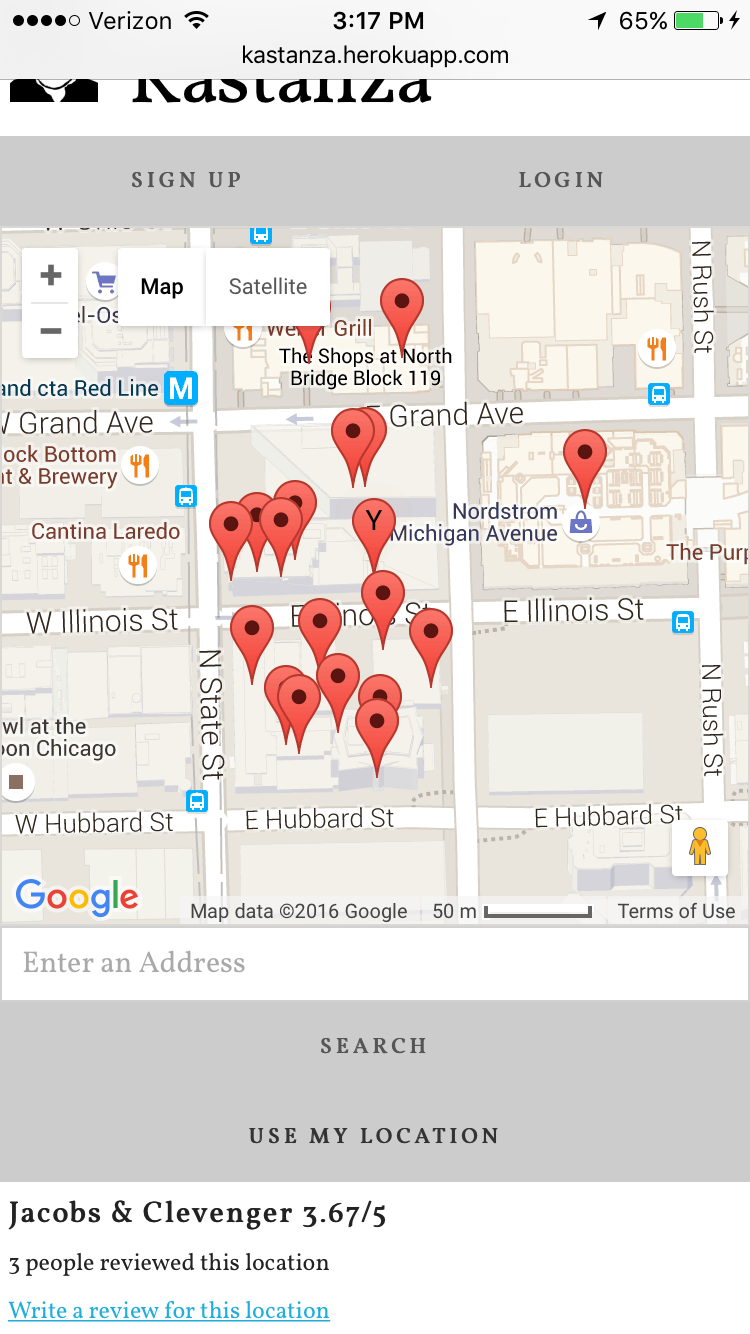 Verizon 3:17 PM 65%
kastanza.herokuapp.com
Kastanza
SIGN UP LOGIN
+
−
Map Satellite
el-Os
Grill
The Shops at North
Bridge Block 119
N Rush St
and cta Red Line M
W Grand Ave
E Grand Ave
ock Bottom
nt & Brewery
Nordstrom
Michigan Avenue
Y
Cantina Laredo
The Purp
W Illinois St
E Illinois St
E Illinois St
N State St
N Rush St
wl at the
oon Chicago
W Hubbard St
E Hubbard St
E Hubbard St
Google
Map data ©2016 Google 50 m Terms of Use
Enter an Address
SEARCH
USE MY LOCATION
Jacobs & Clevenger 3.67/5
3 people reviewed this location
Write a review for this location